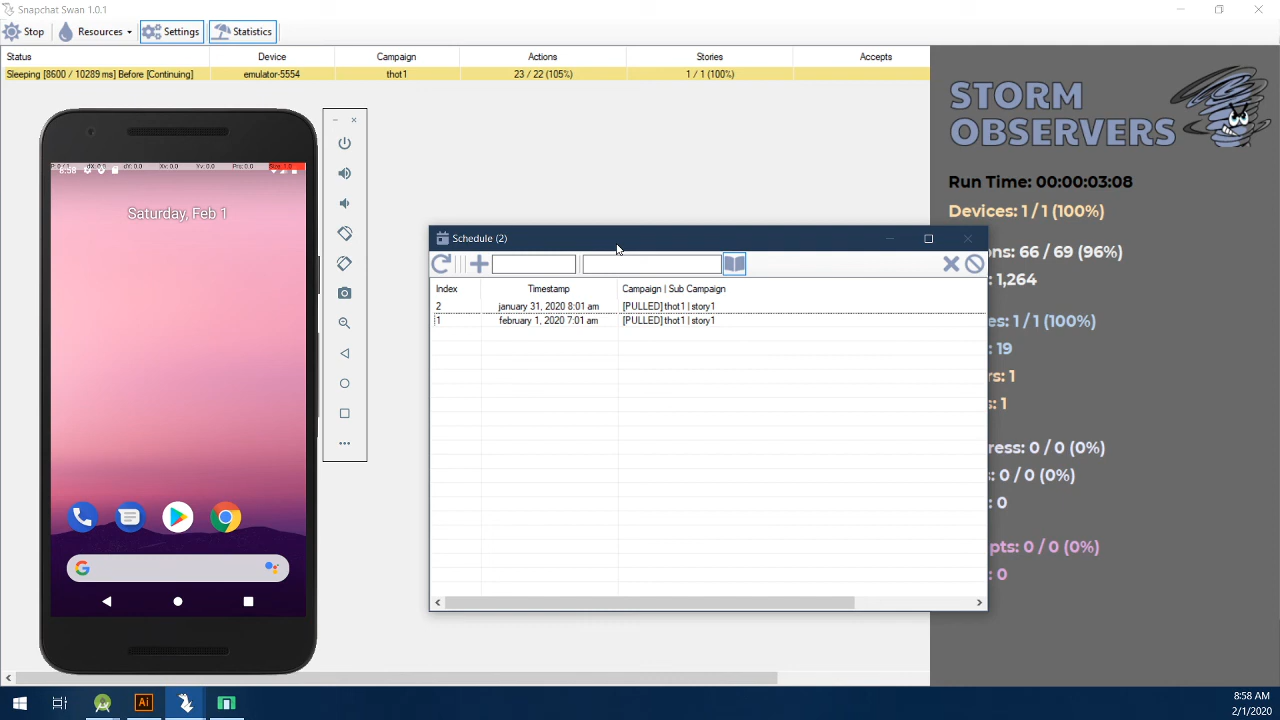 Snapchat Swan 1.0.1
Stop Resources Settings Statistics
Status Device Campaign Actions Stories Accepts
Sleeping [8600 / 10289 ms] Before [Continuing] emulator-5554 thot1 23 / 22 (105%) 1 / 1 (100%)
STORM
OBSERVERS
Run Time: 00:00:03:08
Devices: 1 / 1 (100%)
ons: 66 / 69 (96%)
: 1,264
es: 1 / 1 (100%)
: 19
rs: 1
s: 1
ress: 0 / 0 (0%)
s: 0 / 0 (0%)
: 0
pts: 0 / 0 (0%)
: 0
8:58
Saturday, Feb 1
Schedule (2)
Index Timestamp Campaign | Sub Campaign
2 january 31, 2020 8:01 am [PULLED] thot1 | story1
1 february 1, 2020 7:01 am [PULLED] thot1 | story1
G
Ai
8:58 AM
2/1/2020